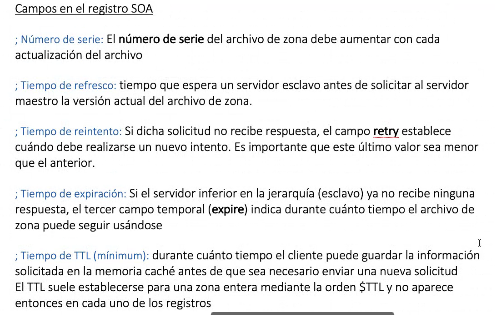 Campos en el registro SOA
; Número de serie: El número de serie del archivo de zona debe aumentar con cada
actualización del archivo
; Tiempo de refresco: tiempo que espera un servidor esclavo antes de solicitar al servidor
maestro la versión actual del archivo de zona.
; Tiempo de reintento: Si dicha solicitud no recibe respuesta, el campo retry establece
cuándo debe realizarse un nuevo intento. Es importante que este último valor sea menor
que el anterior.
; Tiempo de expiración: Si el servidor inferior en la jerarquía (esclavo) ya no recibe ninguna
respuesta, el tercer campo temporal (expire) indica durante cuánto tiempo el archivo de
zona puede seguir usándose
; Tiempo de TTL (mínimum): durante cuánto tiempo el cliente puede guardar la información
solicitada en la memoria caché antes de que sea necesario enviar una nueva solicitud
El TTL suele establecerse para una zona entera mediante la orden $TTL y no aparece
entonces en cada uno de los registros